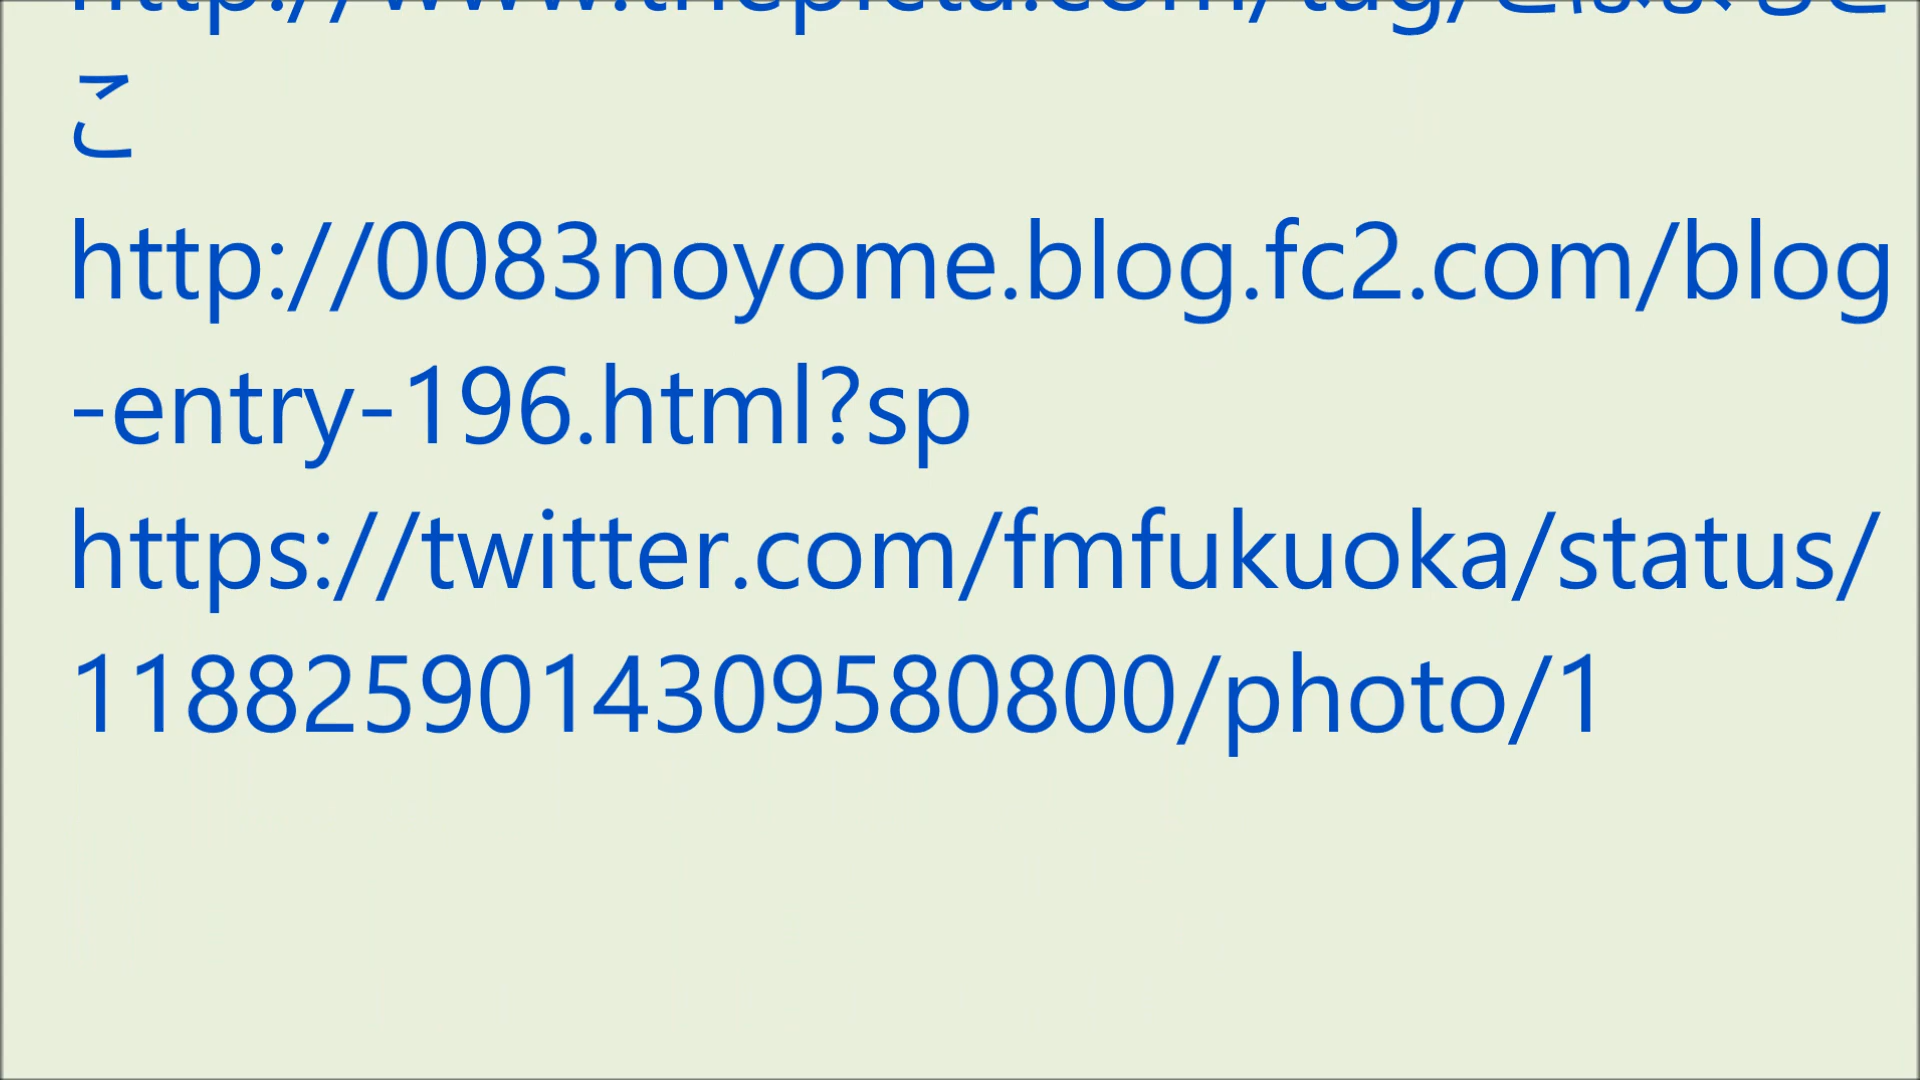 こ
http://0083noyome.blog.fc2.com/blog
-entry-196.html?sp
https://twitter.com/fmfukuoka/status/
1188259014309580800/photo/1